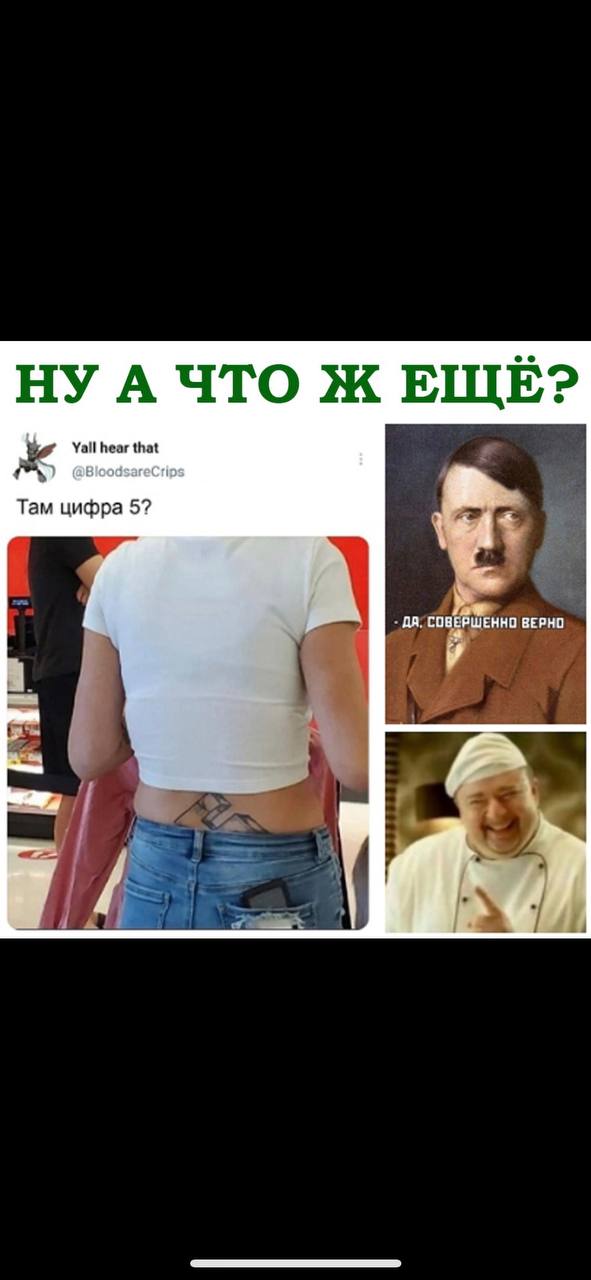 НУ А ЧТО Ж ЕЩЁ?
Yall hear that
@BloodsareCrips
Там цифра 5?
- ДА, СОВЕРШЕННО ВЕРНО